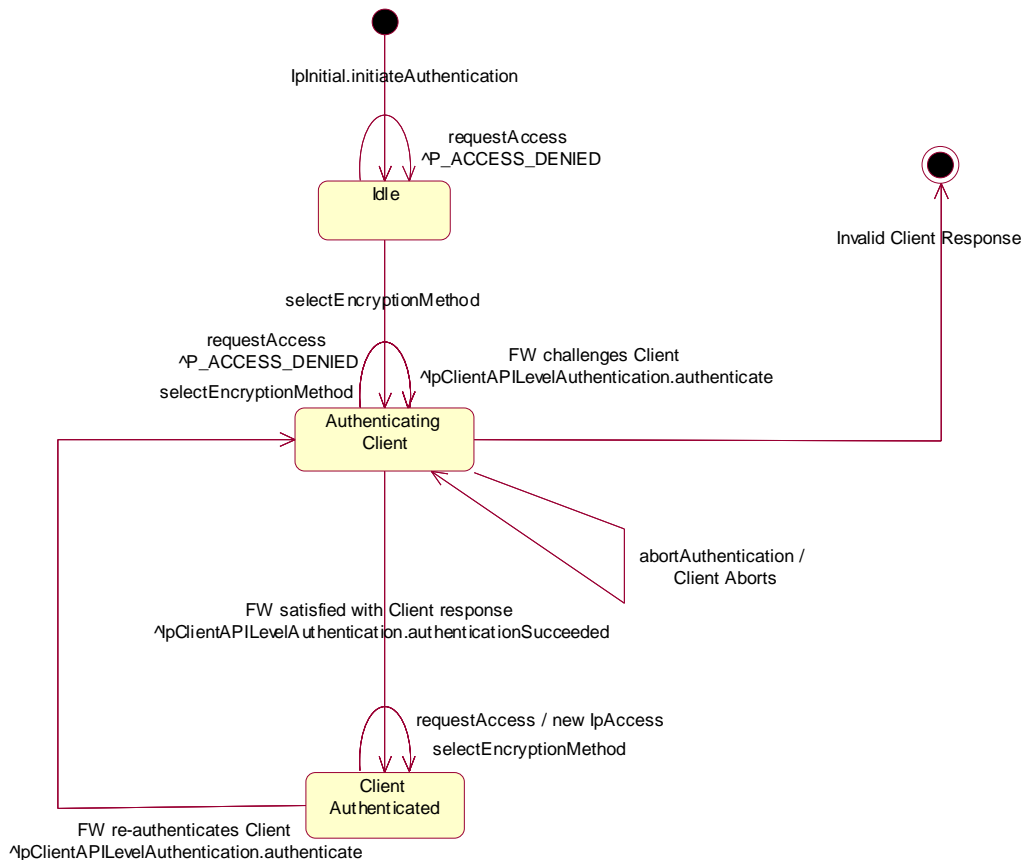 IpInitial.initiateAuthentication
requestAccess
^P_ACCESS_DENIED
Idle
Invalid Client Response
selectEncryptionMethod
requestAccess
^P_ACCESS_DENIED
selectEncryptionMethod
FW challenges Client
^IpClientAPILevelAuthentication.authenticate
Authenticating
Client
abortAuthentication /
Client Aborts
FW satisfied with Client response
^IpClientAPILevelAuthentication.authenticationSucceeded
requestAccess / new IpAccess
selectEncryptionMethod
Client
Authenticated
FW re-authenticates Client
^IpClientAPILevelAuthentication.authenticate